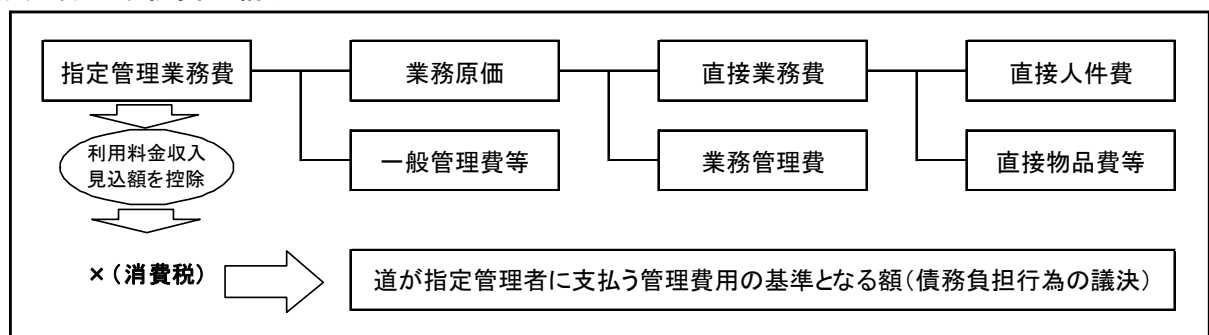 指定管理業務費
業務原価
直接業務費
直接人件費
一般管理費等
業務管理費
直接物品費等
利用料金収入
見込額を控除
×(消費税)
道が指定管理者に支払う管理費用の基準となる額(債務負担行為の議決)